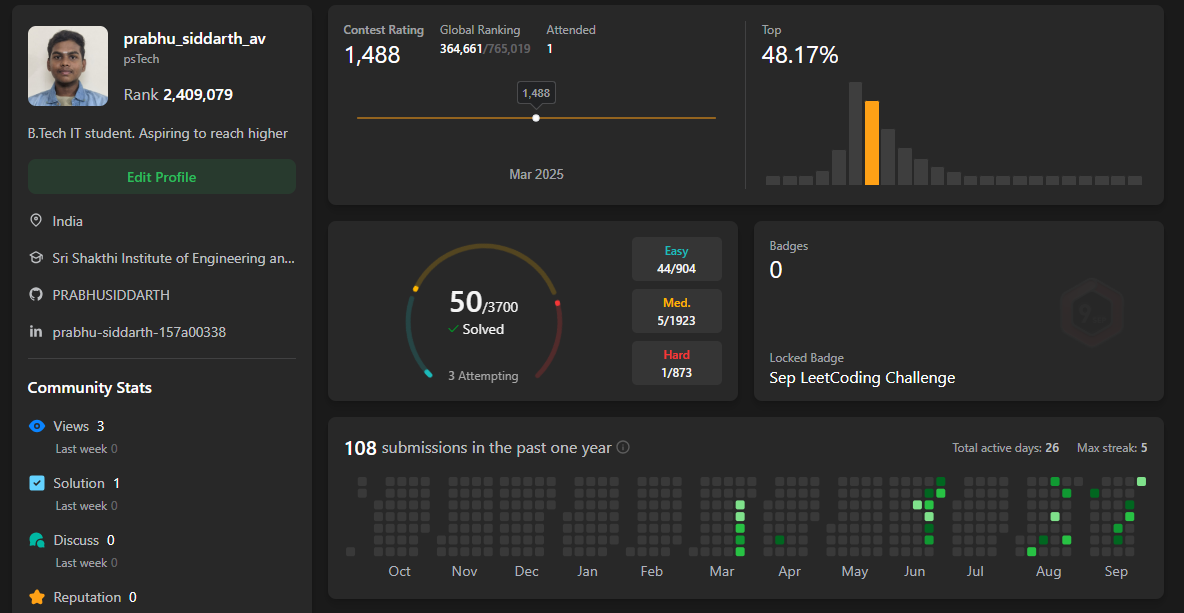 prabhu_siddarth_av
psTech
Rank 2,409,079
B.Tech IT student. Aspiring to reach higher
Edit Profile
India
Sri Shakthi Institute of Engineering an...
PRABHUSIDDARTH
prabhu-siddarth-157a00338
Community Stats
Views 3
Last week 0
Solution 1
Last week 0
Discuss 0
Last week 0
Reputation 0
Contest Rating
1,488
Global Ranking
364,661/765,019
Attended
1
1,488
Mar 2025
Top
48.17%
50/3700
Solved
3 Attempting
Easy
44/904
Med.
5/1923
Hard
1/873
Badges
0
Locked Badge
Sep LeetCoding Challenge
108 submissions in the past one year
Total active days: 26 Max streak: 5
Oct Nov Dec Jan Feb Mar Apr May Jun Jul Aug Sep